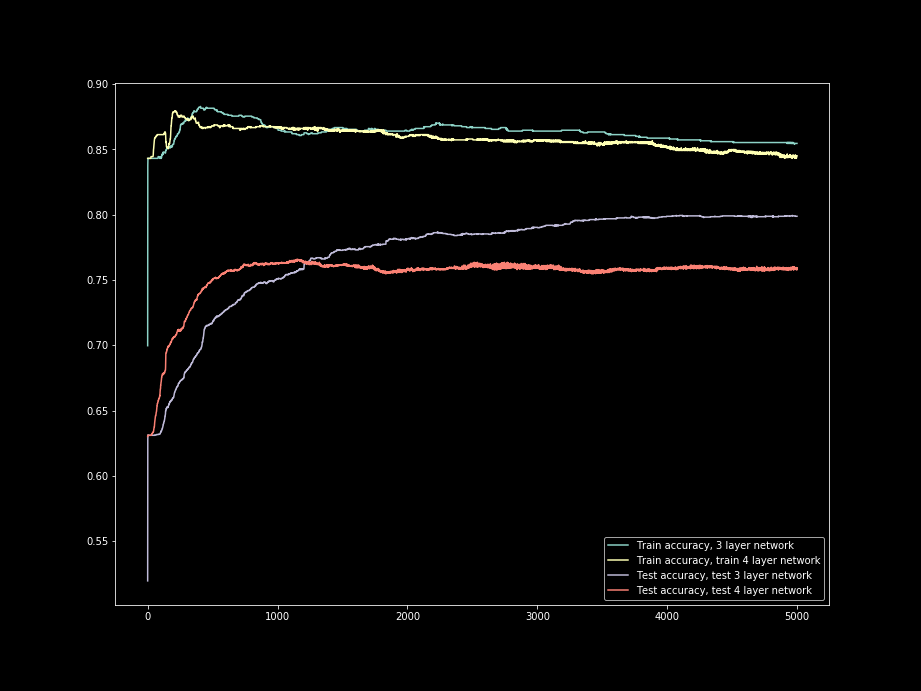 0.90
0.85
0.80
0.75
0.70
0.65
0.60
0.55
0 1000 2000 3000 4000 5000
Train accuracy, 3 layer network
Train accuracy, train 4 layer network
Test accuracy, test 3 layer network
Test accuracy, test 4 layer network